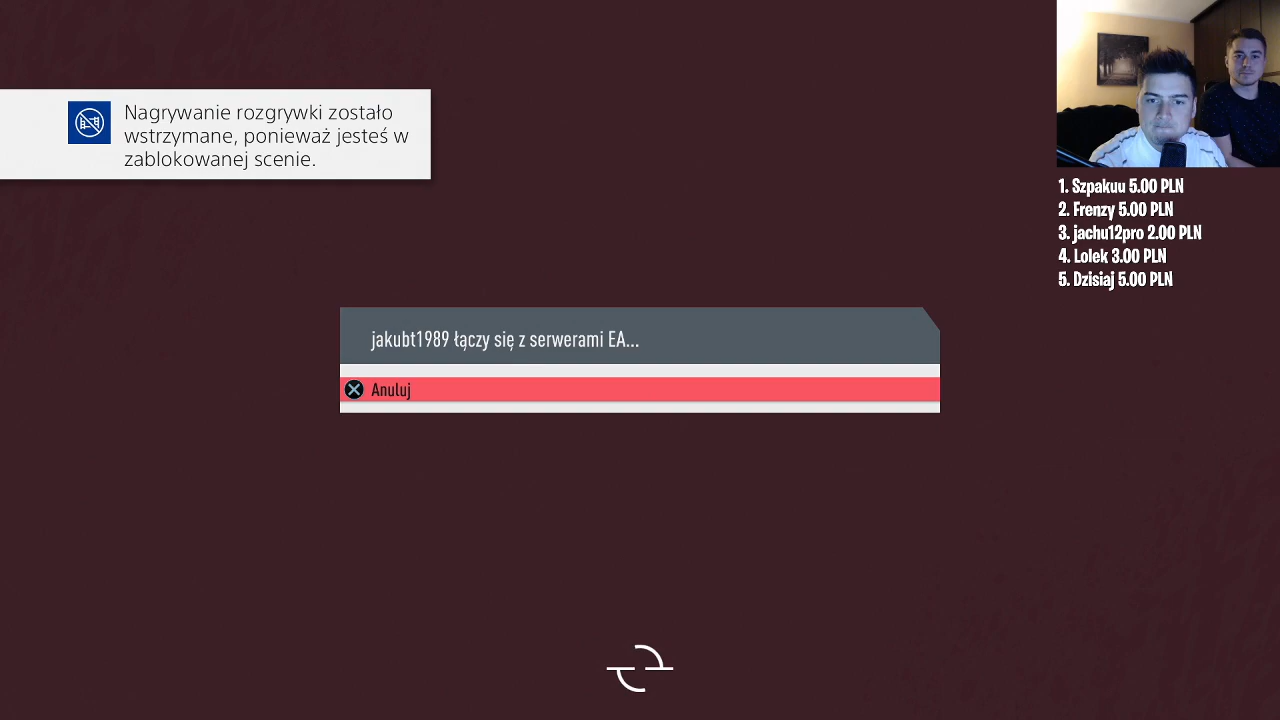 Nagrywanie rozgrywki zostało
wstrzymane, ponieważ jesteś w
zablokowanej scenie.
1. Szpakuu 5.00 PLN
2. Frenzy 5.00 PLN
3. jachu12pro 2.00 PLN
4. Lolek 3.00 PLN
5. Dzisiaj 5.00 PLN
jakubt1989 łączy się z serwerami EA...
Anuluj